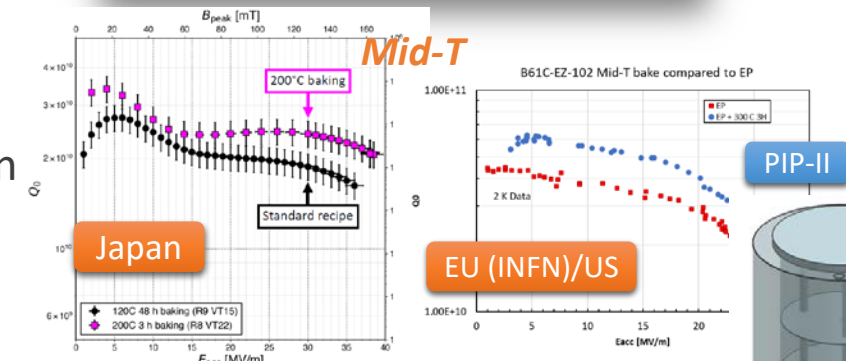 B_peak [mT]
0 20 40 60 80 100 120 140 160
Mid-T
4×10¹⁰
3×10¹⁰
2×10¹⁰
10¹⁰
6×10⁹
Q₀
200°C baking
Standard recipe
Japan
120C 48 h baking (R9 VT15)
200C 3 h baking (R8 VT22)
0 5 10 15 20 25 30 35 40
[MV/m]
B61C-EZ-102 Mid-T bake compared to EP
1.00E+11
EP
EP + 300 C 3H
Q0
2 K Data
EU (INFN)/US
1.00E+10
0 5 10 15 20
Eacc [MV/m]
PIP-II